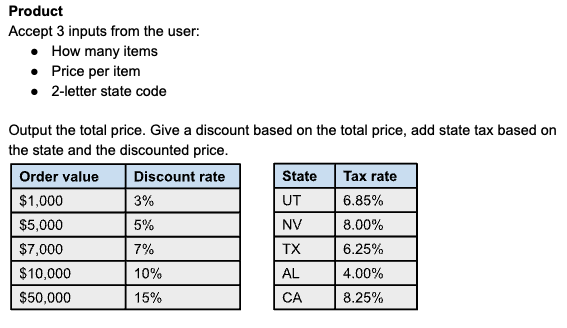 Product
Accept 3 inputs from the user:
● How many items
● Price per item
● 2-letter state code
Output the total price. Give a discount based on the total price, add state tax based on
the state and the discounted price.
Order value Discount rate
$1,000 3%
$5,000 5%
$7,000 7%
$10,000 10%
$50,000 15%
State Tax rate
UT 6.85%
NV 8.00%
TX 6.25%
AL 4.00%
CA 8.25%